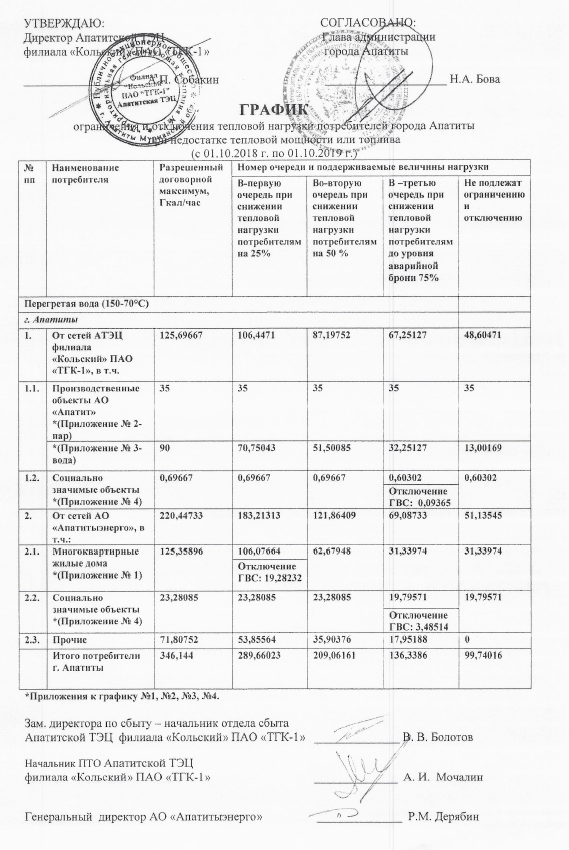 УТВЕРЖДАЮ:
Директор Апатитской ТЭЦ
филиала «Кольский» ПАО «ТГК-1»
П. Собакин
СОГЛАСОВАНО:
Глава администрации
города Апатиты
Н.А. Бова
Филиал
"Кольский"
ПАО "ТГК-1"
Апатитская ТЭЦ
ГРАФИК
ограничения и отключения тепловой нагрузки потребителей города Апатиты
при недостатке тепловой мощности или топлива
(с 01.10.2018 г. по 01.10.2019 г.)
№ пп
Наименование потребителя
Разрешенный договорной максимум, Гкал/час
Номер очереди и поддерживаемые величины нагрузки
В-первую очередь при снижении тепловой нагрузки потребителям на 25%
Во-вторую очередь при снижении тепловой нагрузки потребителям на 50 %
В –третью очередь при снижении тепловой нагрузки потребителям до уровня аварийной брони 75%
Не подлежат ограничению и отключению
Перегретая вода (150-70°С)
г. Апатиты
1. От сетей АТЭЦ филиала «Кольский» ПАО «ТГК-1», в т.ч. 125,69667 106,4471 87,19752 67,25127 48,60471
1.1. Производственные объекты АО «Апатит» *(Приложение № 2-пар) 35 35 35 35 35
*(Приложение № 3-вода) 90 70,75043 51,50085 32,25127 13,00169
1.2. Социально значимые объекты *(Приложение № 4) 0,69667 0,69667 0,69667 0,60302 0,60302
Отключение ГВС: 0,09365
2. От сетей АО «Апатитыэнерго», в т.ч.: 220,44733 183,21313 121,86409 69,08733 51,13545
2.1. Многоквартирные жилые дома *(Приложение № 1) 125,35896 106,07664 62,67948 31,33974 31,33974
Отключение ГВС: 19,28232
2.2. Социально значимые объекты *(Приложение № 4) 23,28085 23,28085 23,28085 19,79571 19,79571
Отключение ГВС: 3,48514
2.3. Прочие 71,80752 53,85564 35,90376 17,95188 0
Итого потребители г. Апатиты 346,144 289,66023 209,06161 136,3386 99,74016
*Приложения к графику №1, №2, №3, №4.
Зам. директора по сбыту – начальник отдела сбыта
Апатитской ТЭЦ филиала «Кольский» ПАО «ТГК-1» В. В. Болотов
Начальник ПТО Апатитской ТЭЦ
филиала «Кольский» ПАО «ТГК-1» А. И. Мочалин
Генеральный директор АО «Апатитыэнерго» Р.М. Дерябин